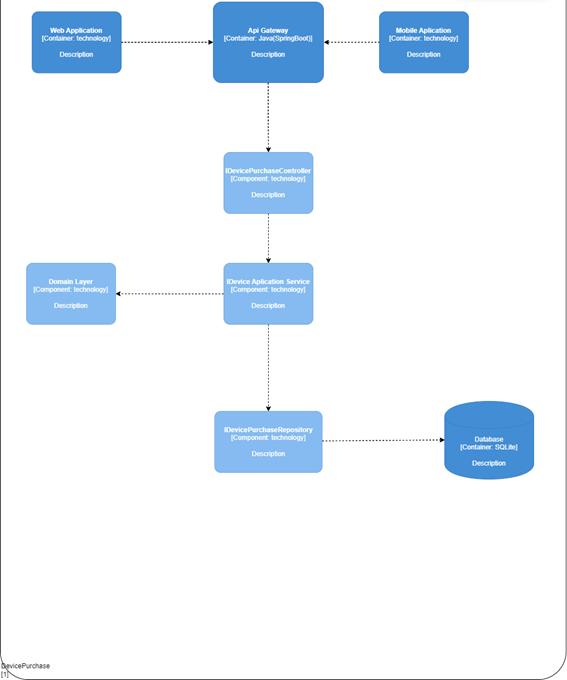 Web Application
[Container: technology]
Description
Api Gateway
[Container: Java(SpringBoot)]
Description
Mobile Aplication
[Container: technology]
Description
IDevicePurchaseController
[Component: technology]
Description
Domain Layer
[Component: technology]
Description
IDevice Aplication Service
[Component: technology]
Description
IDevicePurchaseRepository
[Component: technology]
Description
Database
[Container: SQLite]
Description
DevicePurchase
[1]